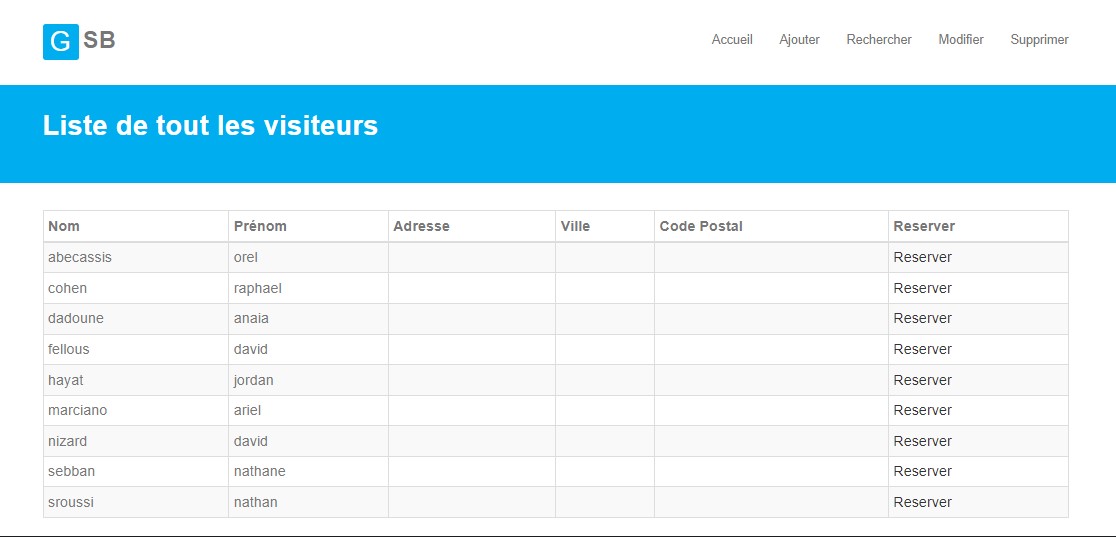 G SB Accueil Ajouter Rechercher Modifier Supprimer
Liste de tout les visiteurs
Nom Prénom Adresse Ville Code Postal Reserver
abecassis orel Reserver
cohen raphael Reserver
dadoune anaia Reserver
fellous david Reserver
hayat jordan Reserver
marciano ariel Reserver
nizard david Reserver
sebban nathane Reserver
sroussi nathan Reserver